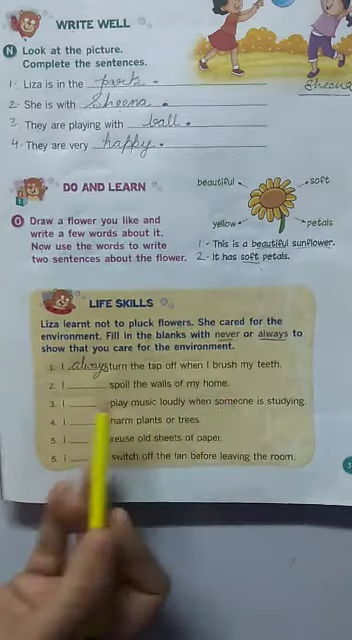 WRITE WELL
N Look at the picture.
Complete the sentences.
1. Liza is in the park.
2. She is with Sheena.
3. They are playing with ball.
4. They are very happy.
Sheena
DO AND LEARN
beautiful
soft
yellow
petals
O Draw a flower you like and
write a few words about it.
Now use the words to write
two sentences about the flower.
1 - This is a beautiful sunflower.
2 - It has soft petals.
LIFE SKILLS
Liza learnt not to pluck flowers. She cared for the
environment. Fill in the blanks with never or always to
show that you care for the environment.
1. I always turn the tap off when I brush my teeth.
2. I ______ spoil the walls of my home.
3. I ______ play music loudly when someone is studying.
4. I ______ harm plants or trees.
5. I ______ reuse old sheets of paper.
6. I ______ switch off the fan before leaving the room.